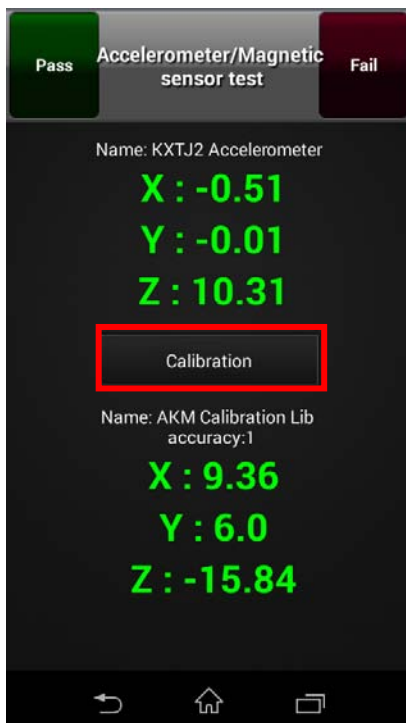 Pass
Accelerometer/Magnetic
sensor test
Fail
Name: KXTJ2 Accelerometer
X : -0.51
Y : -0.01
Z : 10.31
Calibration
Name: AKM Calibration Lib
accuracy:1
X : 9.36
Y : 6.0
Z : -15.84